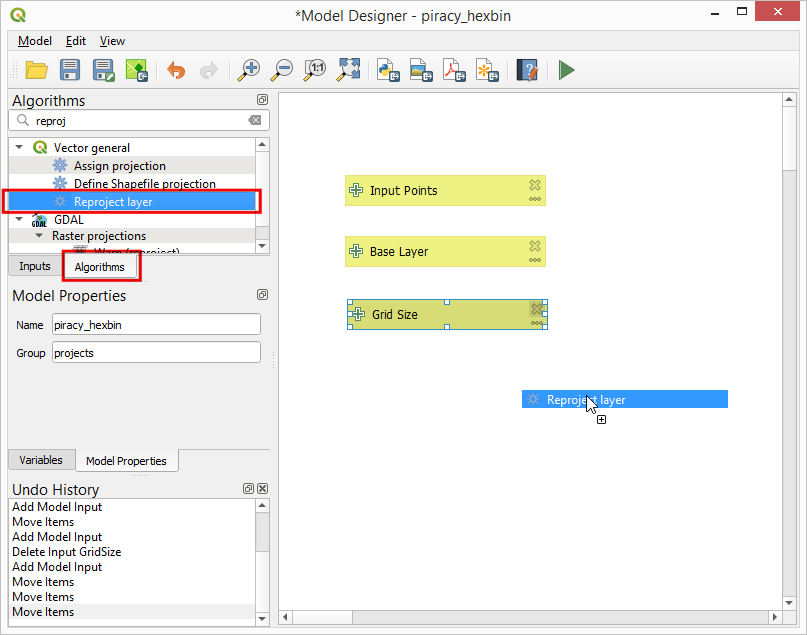 *Model Designer - piracy_hexbin
Model Edit View
Algorithms
reproj
Vector general
Assign projection
Define Shapefile projection
Reproject layer
GDAL
GDAL
Raster projections
Warp (reproject)
Inputs Algorithms
Model Properties
Name piracy_hexbin
Group projects
Variables Model Properties
Undo History
Add Model Input
Move Items
Add Model Input
Delete Input GridSize
Add Model Input
Move Items
Move Items
Move Items
1:1
Input Points
Base Layer
Grid Size
Reproject layer